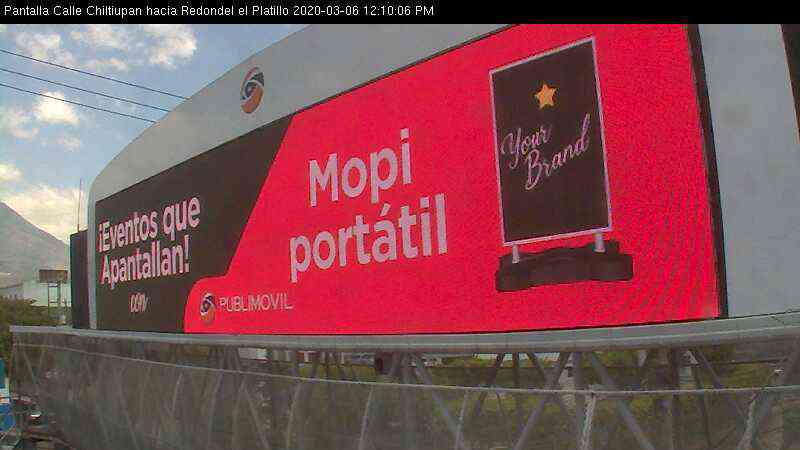 Pantalla Calle Chiltiupan hacia Redondel el Platillo 2020-03-06 12:10:06 PM
¡Eventos que
Apantallan!
con
PUBLIMOVIL
Mopi
portátil
Your
Brand